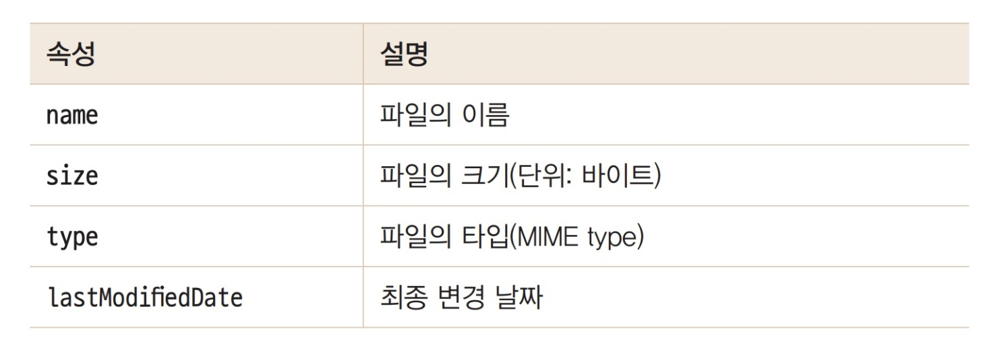 속성 설명
name 파일의 이름
size 파일의 크기(단위: 바이트)
type 파일의 타입(MIME type)
lastModifiedDate 최종 변경 날짜